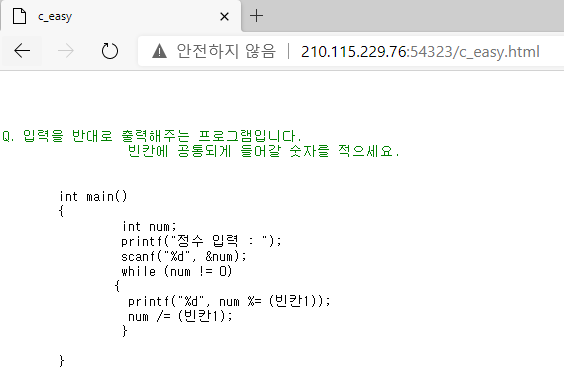 c_easy
안전하지 않음 | 210.115.229.76:54323/c_easy.html
Q. 입력을 반대로 출력해주는 프로그램입니다.
빈칸에 공통되게 들어갈 숫자를 적으세요.
int main()
{
int num;
printf("정수 입력 : ");
scanf("%d", &num);
while (num != 0)
{
printf("%d", num %= (빈칸1));
num /= (빈칸1);
}
}